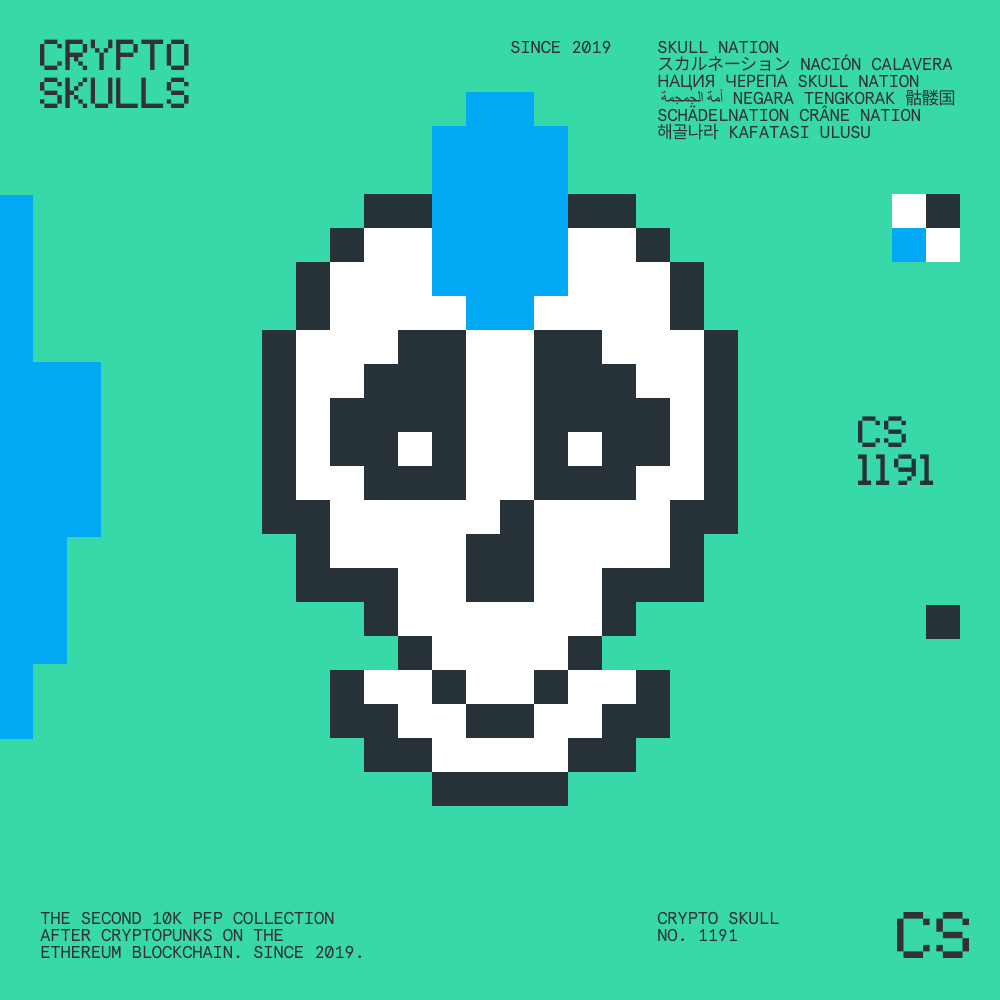 CRYPTO
SKULLS
SINCE 2019
SKULL NATION
スカルネーション NACIÓN CALAVERA
НАЦИЯ ЧЕРЕПА SKULL NATION
أمة الجمجمة NEGARA TENGKORAK 骷髅国
SCHÄDELNATION CRÂNE NATION
해골나라 KAFATASI ULUSU
CS
1191
THE SECOND 10K PFP COLLECTION
AFTER CRYPTOPUNKS ON THE
ETHEREUM BLOCKCHAIN. SINCE 2019.
CRYPTO SKULL
NO. 1191
CS